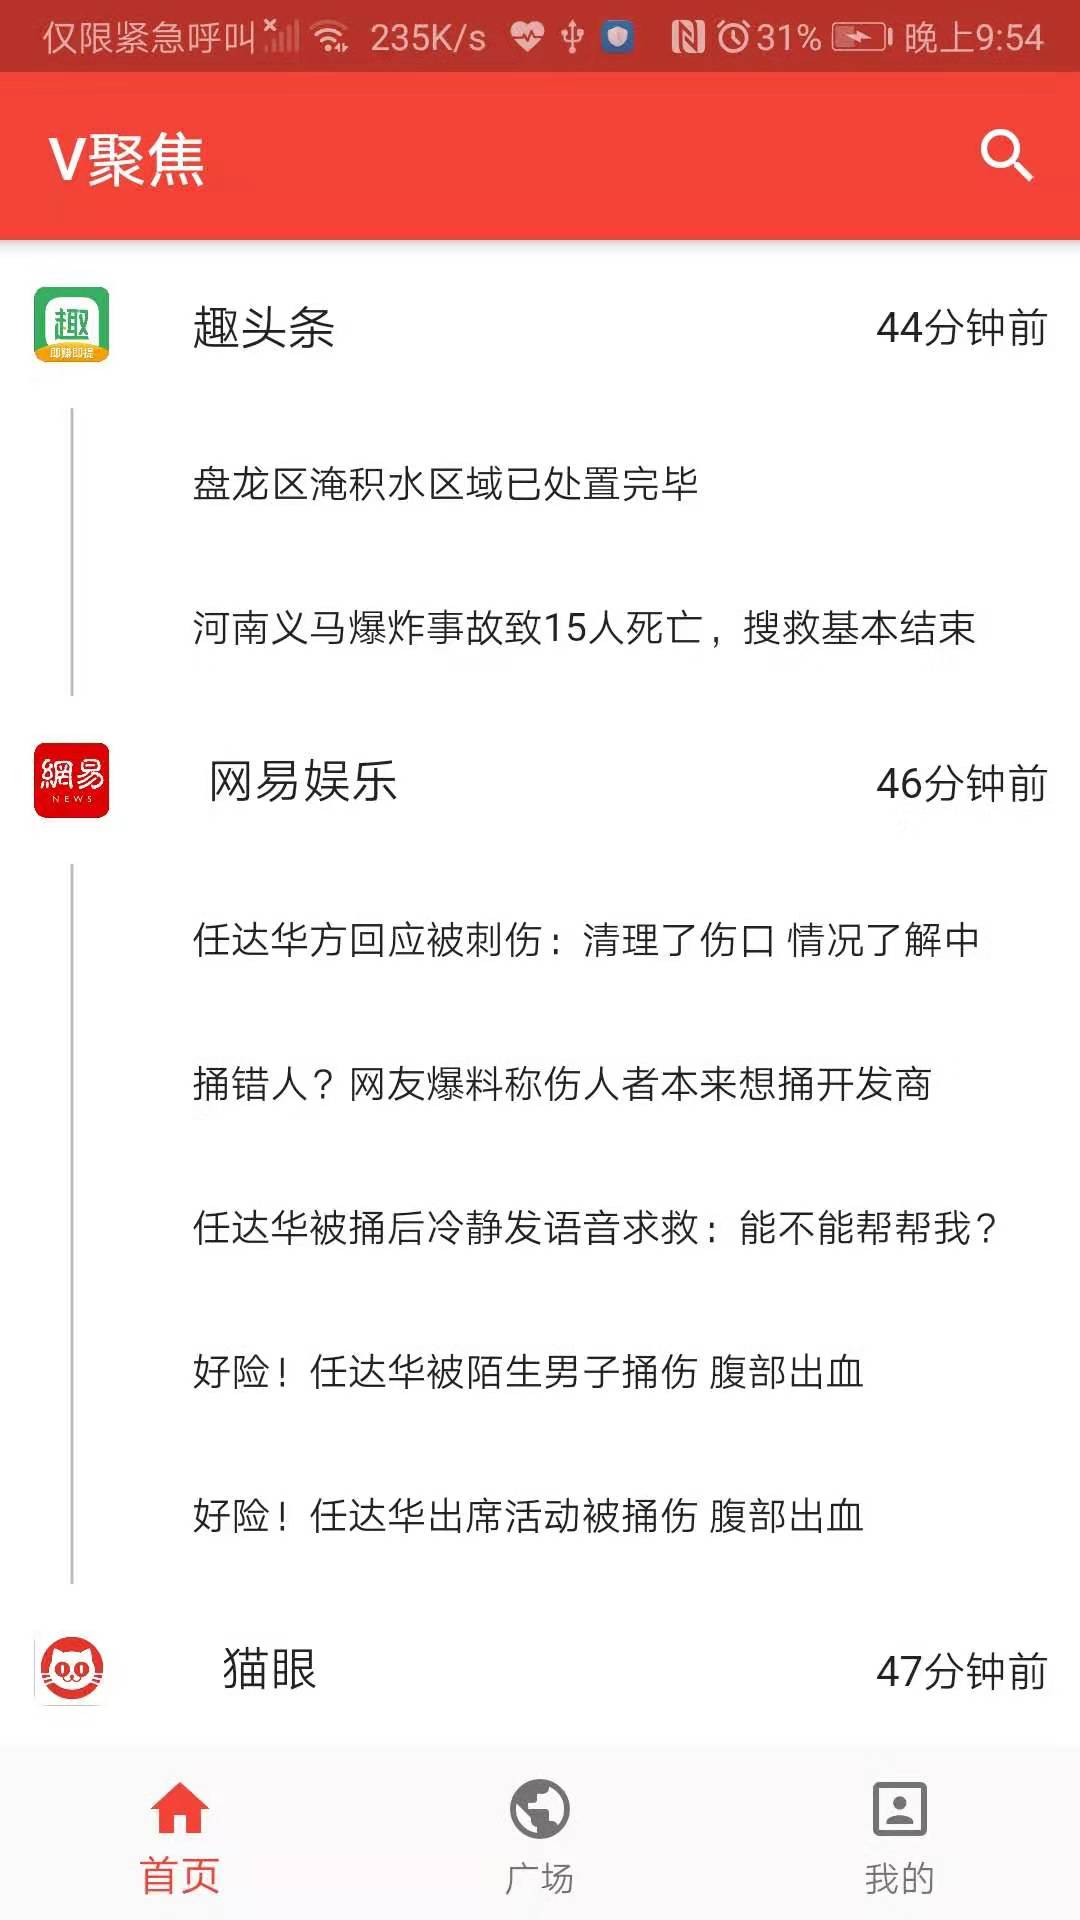 仅限紧急呼叫 235K/s 31% 晚上9:54
V聚焦
趣 即赚即提 趣头条 44分钟前
盘龙区淹积水区域已处置完毕
河南义马爆炸事故致15人死亡，搜救基本结束
網易 NEWS 网易娱乐 46分钟前
任达华方回应被刺伤：清理了伤口 情况了解中
捅错人？网友爆料称伤人者本来想捅开发商
任达华被捅后冷静发语音求救：能不能帮帮我？
好险！任达华被陌生男子捅伤 腹部出血
好险！任达华出席活动被捅伤 腹部出血
猫眼 47分钟前
首页 广场 我的